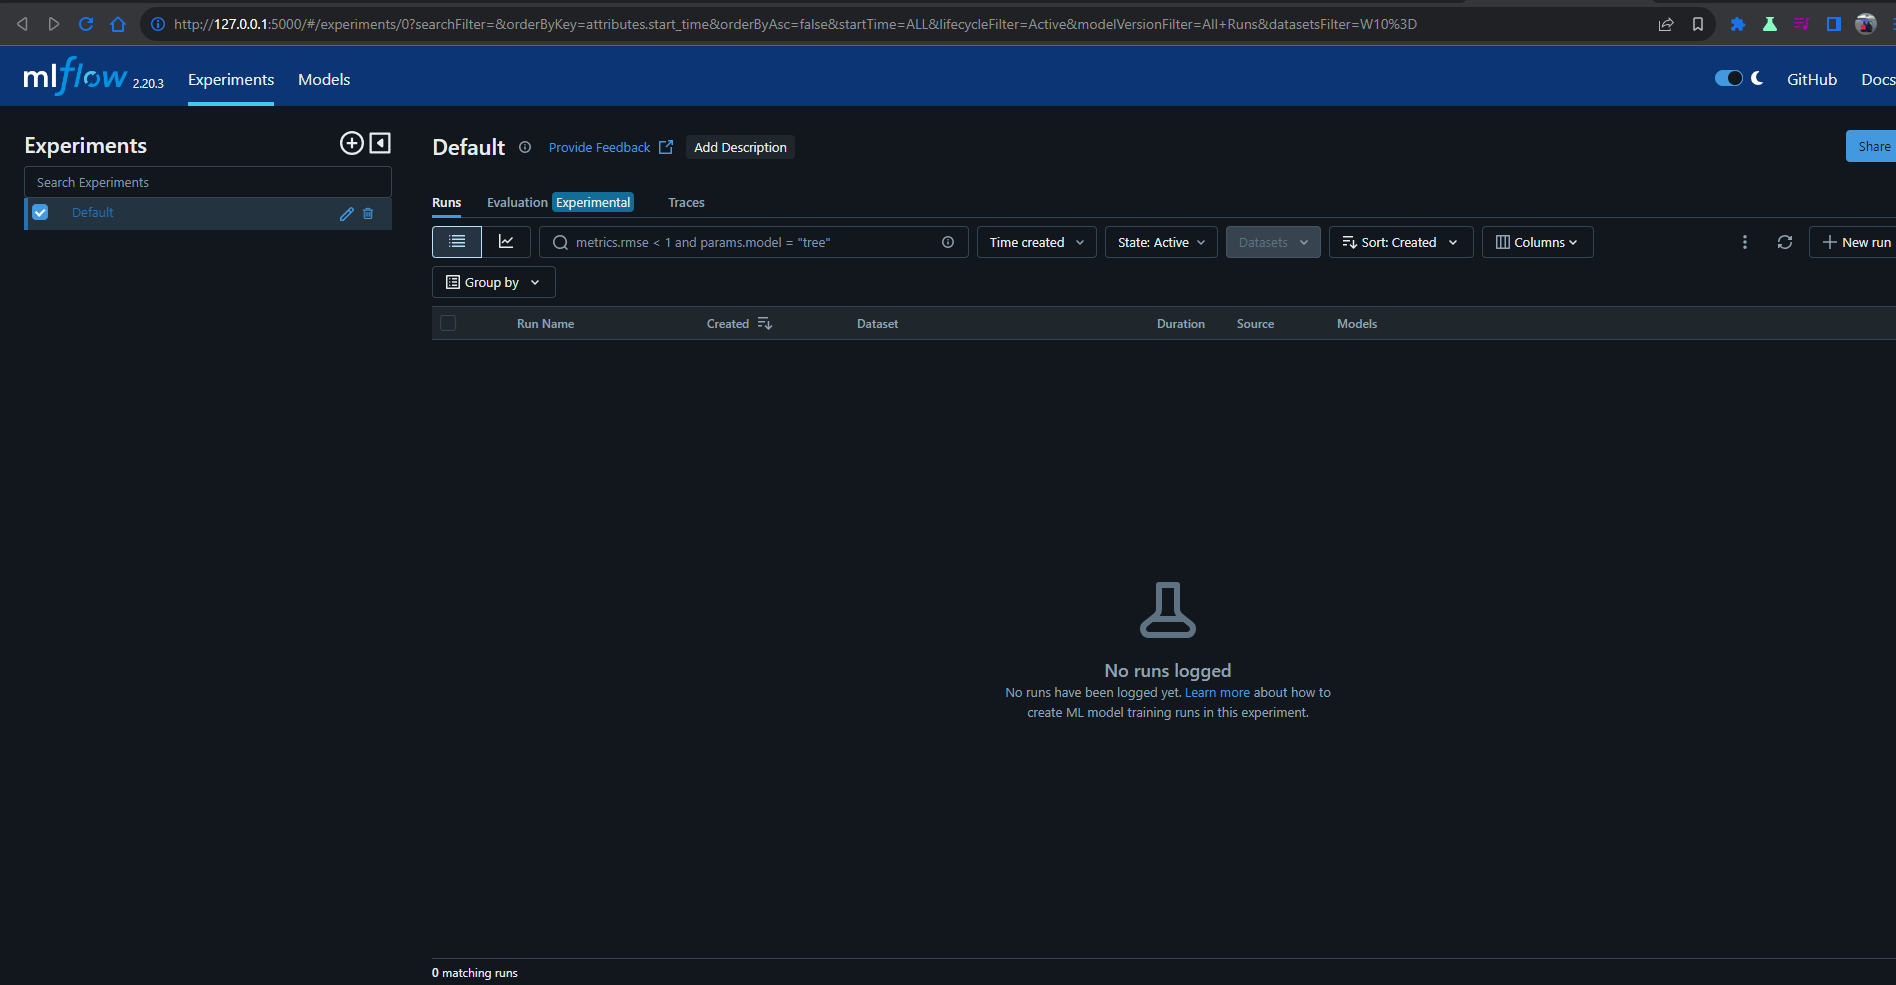 http://127.0.0.1:5000/#/experiments/0?searchFilter=&orderByKey=attributes.start_time&orderByAsc=false&startTime=ALL&lifecycleFilter=Active&modelVersionFilter=All+Runs&datasetsFilter=W10%3D
mlflow 2.20.3 Experiments Models GitHub Docs
Experiments
Search Experiments
Default
Default Provide Feedback Add Description Share
Runs Evaluation Experimental Traces
metrics.rmse < 1 and params.model = "tree" Time created State: Active Datasets Sort: Created Columns New run
Group by
Run Name Created Dataset Duration Source Models
No runs logged
No runs have been logged yet. Learn more about how to
create ML model training runs in this experiment.
0 matching runs